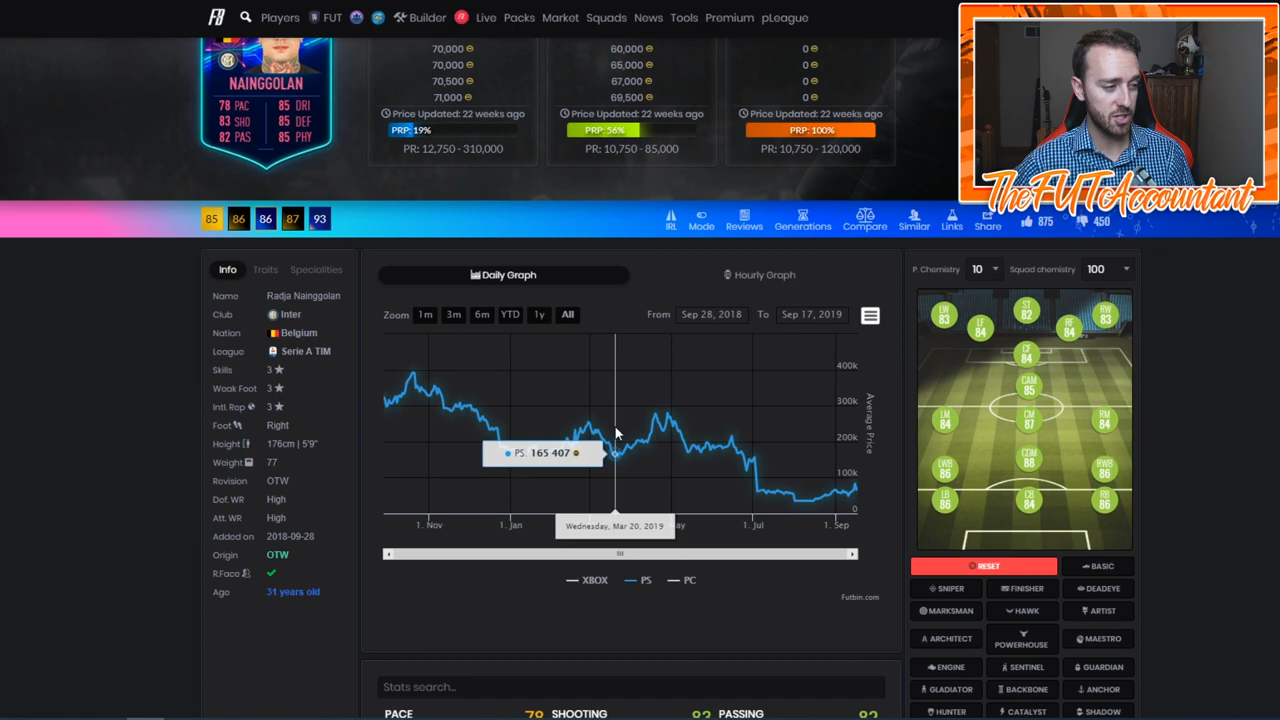 F8 Players FUT Builder Live Packs Market Squads News Tools Premium pLeague
NAINGGOLAN
78 PAC 85 DRI
83 SHO 85 DEF
82 PAS 85 PHY
70,000 60,000 0
70,000 65,000 0
70,500 67,000 0
71,000 69,500 0
Price Updated: 22 weeks ago Price Updated: 22 weeks ago Price Updated: 22 weeks ago
PRP: 19% PRP: 56% PRP: 100%
PR: 12,750 - 310,000 PR: 10,750 - 85,000 PR: 10,750 - 120,000
TheFUTAccountant
85 86 86 87 93
IRL Mode Reviews Generations Compare Similar Links Share 875 450
Info Traits Specialities
Name Radja Nainggolan
Club Inter
Nation Belgium
League Serie A TIM
Skills 3
Weak Foot 3
Intl. Rep 3
Foot Right
Height 176cm | 5'9"
Weight 77
Revision OTW
Def. WR High
Att. WR High
Added on 2018-09-28
Origin OTW
R.Face
Age 31 years old
Daily Graph Hourly Graph
Zoom 1m 3m 6m YTD 1y All From Sep 28, 2018 To Sep 17, 2019
400k
300k
200k
100k
0
Average Price
PS: 165 407
1. Nov 1. Jan May 1. Jul 1. Sep
Wednesday, Mar 20, 2019
XBOX PS PC
Futbin.com
Stats search...
PACE 78 SHOOTING 83 PASSING 82
P. Chemistry 10 Squad chemistry 100
LW 83
LF 84
ST 82
RF 84
RW 83
CF 84
CAM 85
LM 84
CM 87
RM 84
CDM 88
LWB 86
RWB 86
LB 86
CB 84
RB 86
RESET BASIC
SNIPER FINISHER DEADEYE
MARKSMAN HAWK ARTIST
ARCHITECT POWERHOUSE MAESTRO
ENGINE SENTINEL GUARDIAN
GLADIATOR BACKBONE ANCHOR
HUNTER CATALYST SHADOW